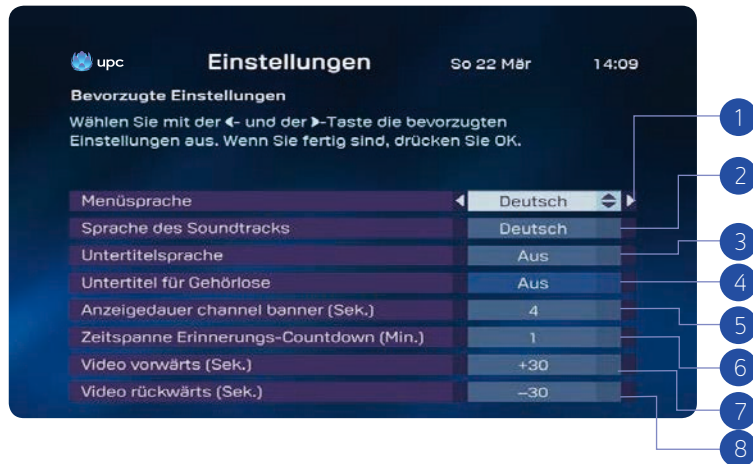 upc Einstellungen So 22 Mär 14:09
Bevorzugte Einstellungen
Wählen Sie mit der ◀- und der ▶-Taste die bevorzugten
Einstellungen aus. Wenn Sie fertig sind, drücken Sie OK.
Menüsprache Deutsch 1
Sprache des Soundtracks Deutsch 2
Untertitelsprache Aus 3
Untertitel für Gehörlose Aus 4
Anzeigedauer channel banner (Sek.) 4 5
Zeitspanne Erinnerungs-Countdown (Min.) 1 6
Video vorwärts (Sek.) +30 7
Video rückwärts (Sek.) –30 8